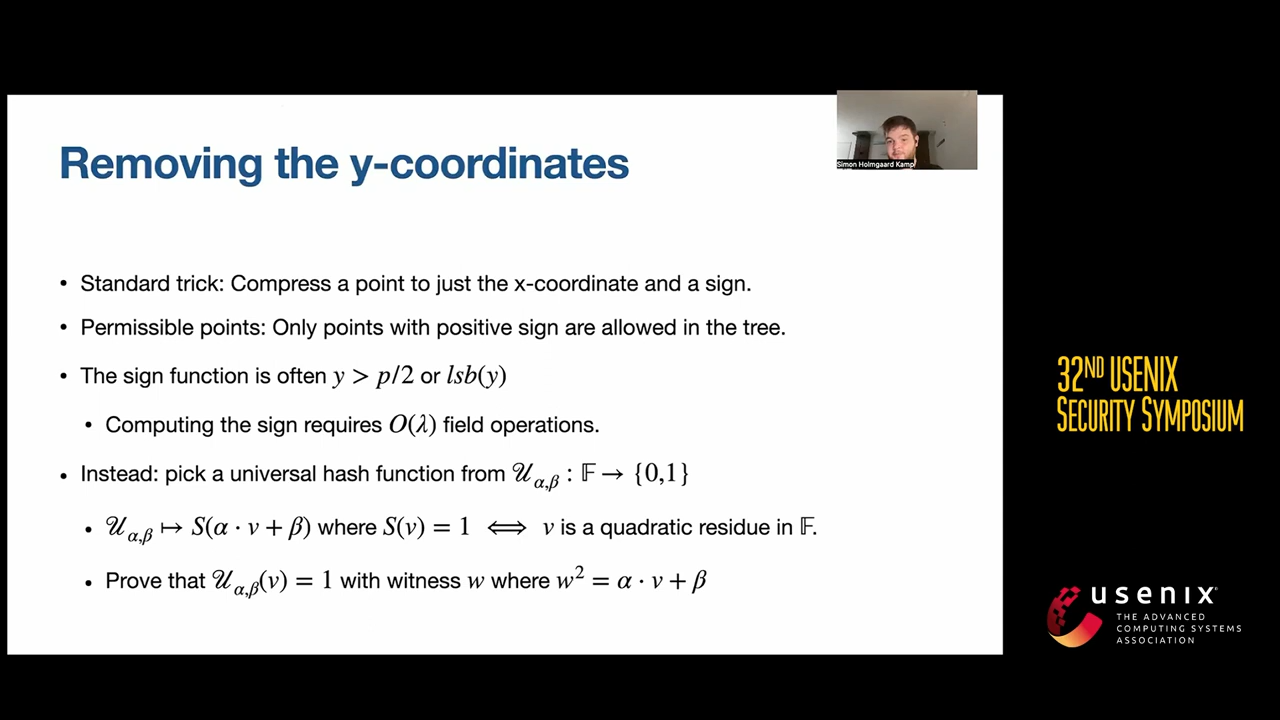 Removing the y-coordinates
Simon Holmgaard Kamp
• Standard trick: Compress a point to just the x-coordinate and a sign.
• Permissible points: Only points with positive sign are allowed in the tree.
• The sign function is often y > p/2 or lsb(y)
• Computing the sign requires O(λ) field operations.
• Instead: pick a universal hash function from 𝒰α,β : 𝔽 → {0,1}
• 𝒰α,β ↦ S(α · v + β) where S(v) = 1 ⟺ v is a quadratic residue in 𝔽.
• Prove that 𝒰α,β(v) = 1 with witness w where w² = α · v + β
32ND USENIX
SECURITY SYMPOSIUM
usenix
THE ADVANCED
COMPUTING SYSTEMS
ASSOCIATION